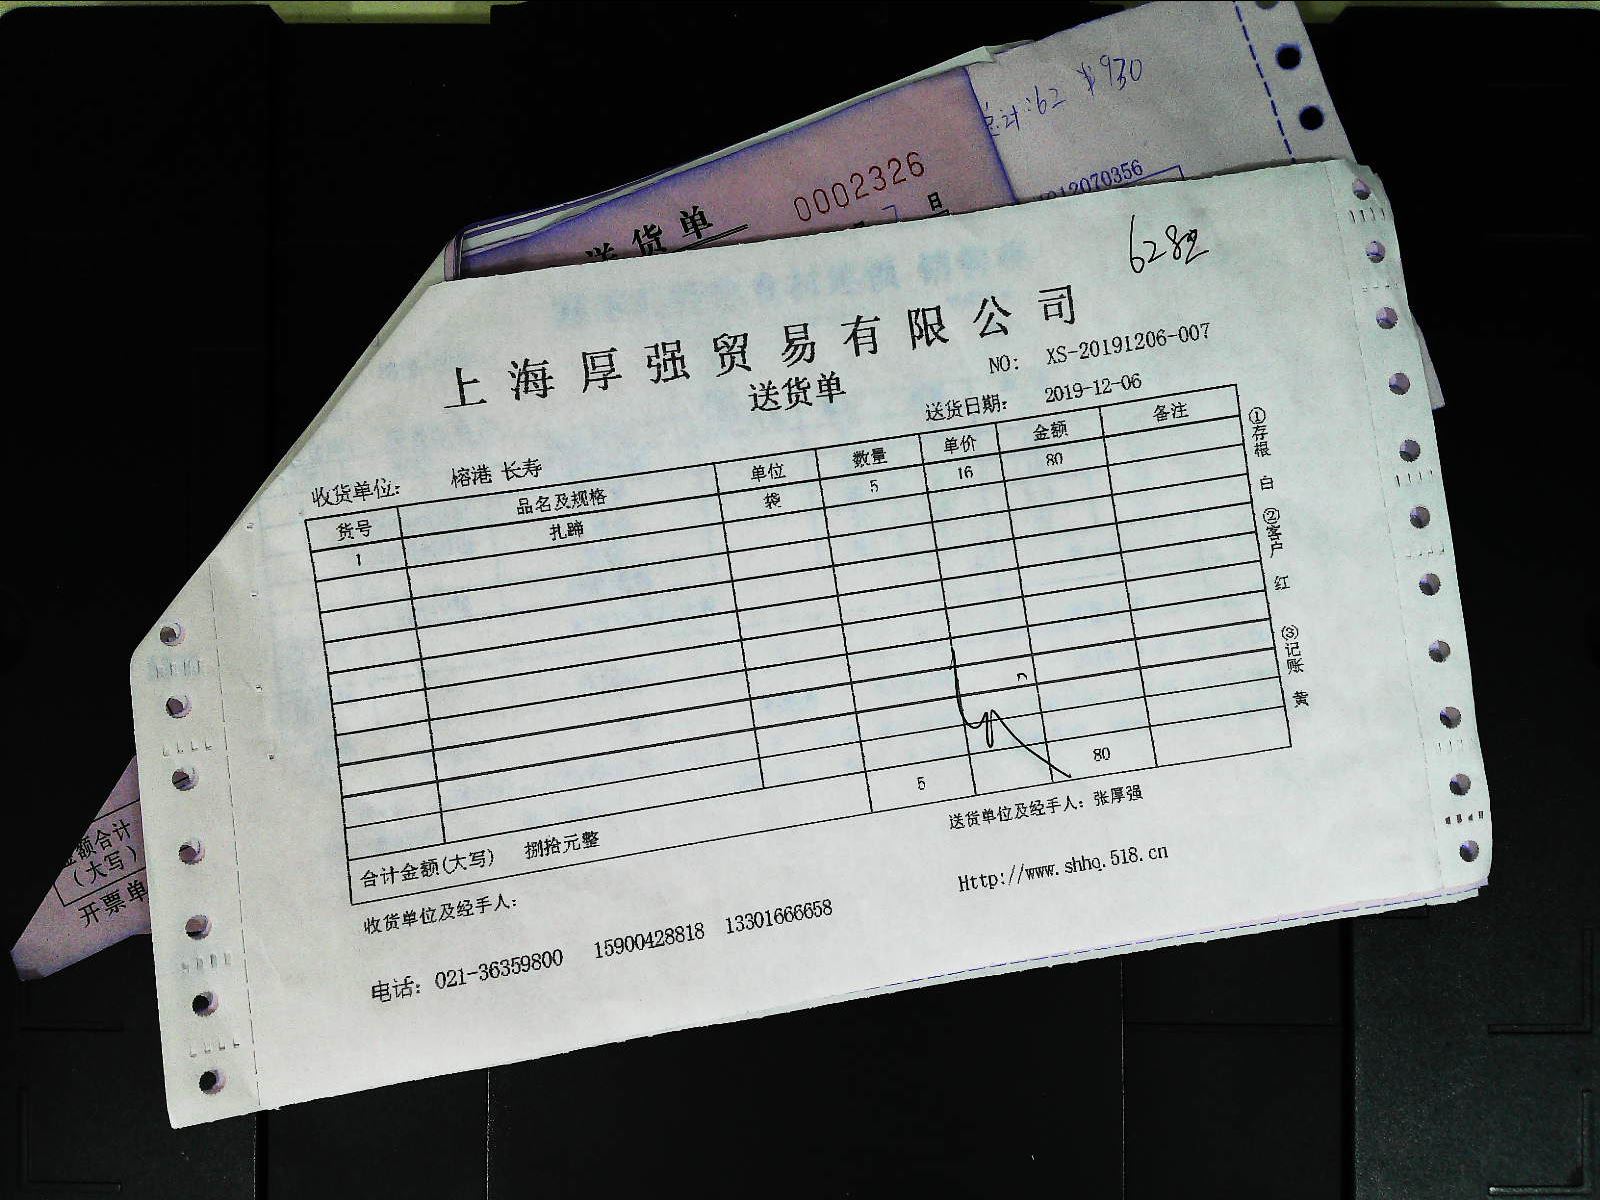 总计:62 ¥930
0002326
送货单
7 日
12070356
628
上海厚强贸易有限公司
送货单
NO: XS-20191206-007
送货日期: 2019-12-06
收货单位: 榕港 长寿
货号 品名及规格 单位 数量 单价 金额 备注
1 扎蹄 袋 5 16 80
5 80
合计金额(大写) 捌拾元整
收货单位及经手人:
送货单位及经手人: 张厚强
电话: 021-36359800 15900428818 13301666658
Http://www.shhq.518.cn
①存根 白 ②客户 红 ③记账 黄
金额合计
(大写)
开票单